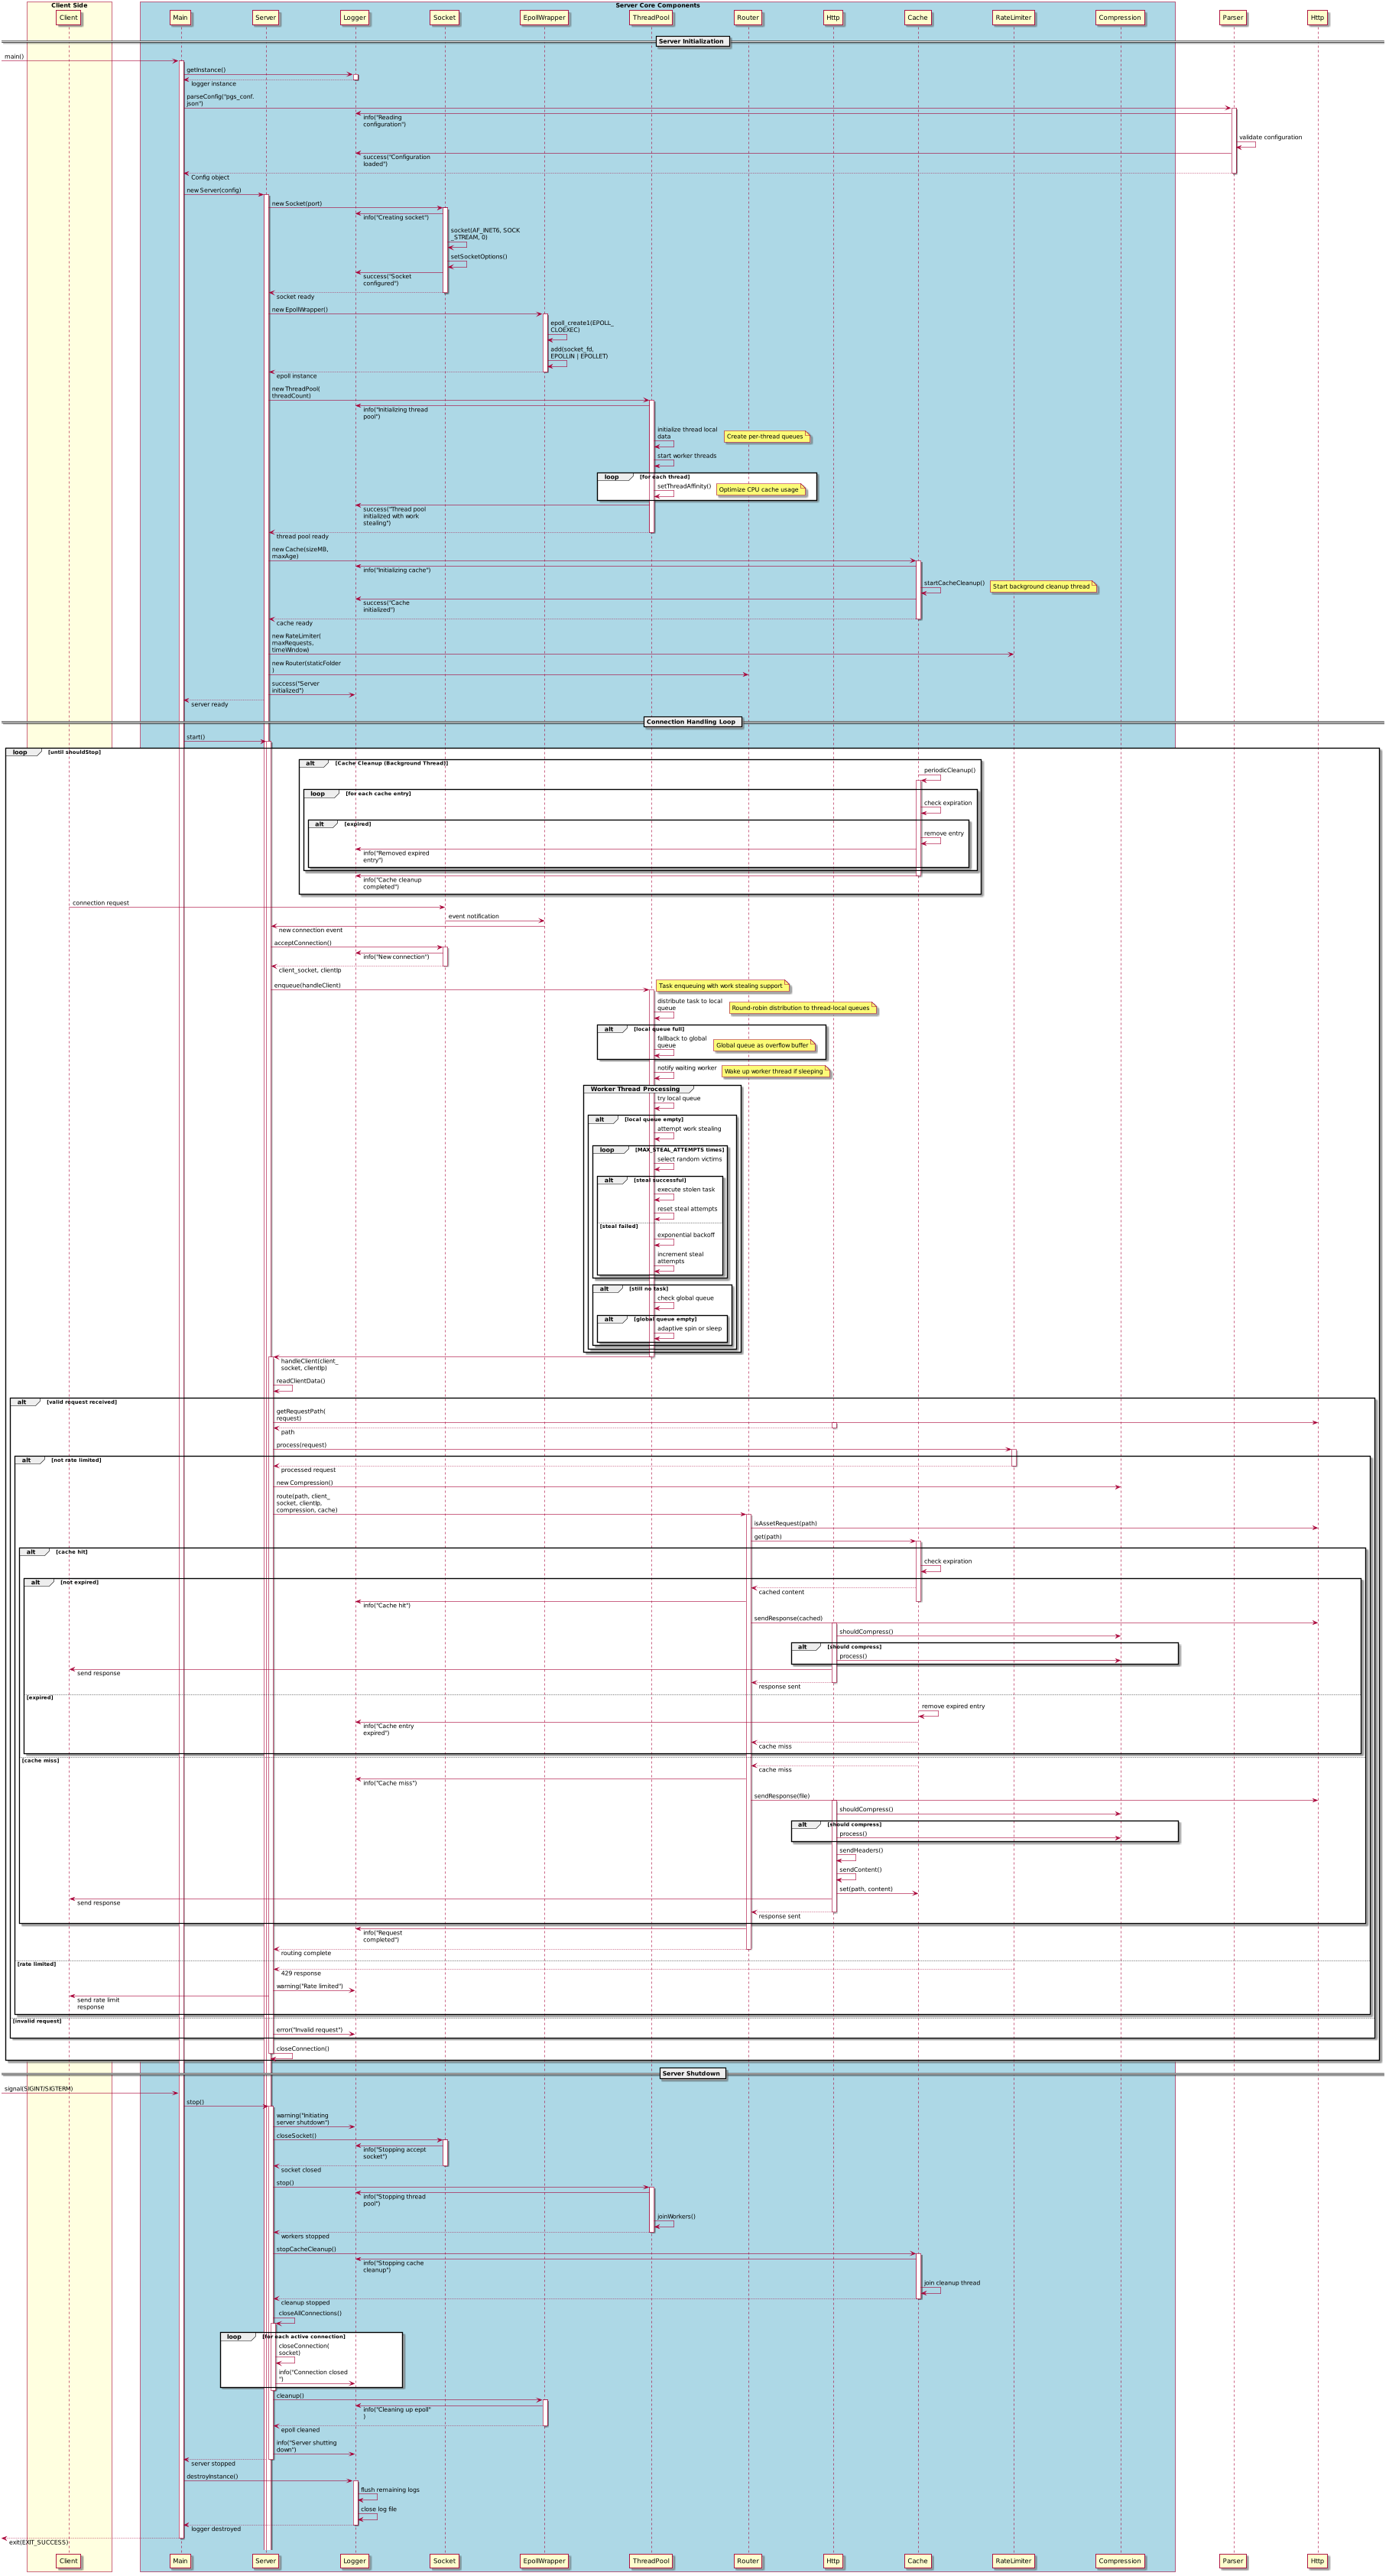 Client Side
Server Core Components
Client
Main
Server
Logger
Socket
EpollWrapper
ThreadPool
Router
Http
Cache
RateLimiter
Compression
Parser
Http
Server Initialization
main()
getInstance()
logger instance
parseConfig("pgs_conf.
json")
info("Reading
configuration")
validate configuration
success("Configuration
loaded")
Config object
new Server(config)
new Socket(port)
info("Creating socket")
socket(AF_INET6, SOCK
_STREAM, 0)
setSocketOptions()
success("Socket
configured")
socket ready
new EpollWrapper()
epoll_create1(EPOLL_
CLOEXEC)
add(socket_fd,
EPOLLIN | EPOLLET)
epoll instance
new ThreadPool(
threadCount)
info("Initializing thread
pool")
initialize thread local
data
Create per-thread queues
start worker threads
loop
[for each thread]
setThreadAffinity()
Optimize CPU cache usage
success("Thread pool
initialized with work
stealing")
thread pool ready
new Cache(sizeMB,
maxAge)
info("Initializing cache")
startCacheCleanup()
Start background cleanup thread
success("Cache
initialized")
cache ready
new RateLimiter(
maxRequests,
timeWindow)
new Router(staticFolder
)
success("Server
initialized")
server ready
Connection Handling Loop
start()
loop
[until shouldStop]
alt
[Cache Cleanup (Background Thread)]
periodicCleanup()
loop
[for each cache entry]
check expiration
alt
[expired]
remove entry
info("Removed expired
entry")
info("Cache cleanup
completed")
connection request
event notification
new connection event
acceptConnection()
info("New connection")
client_socket, clientIp
enqueue(handleClient)
Task enqueuing with work stealing support
distribute task to local
queue
Round-robin distribution to thread-local queues
alt
[local queue full]
fallback to global
queue
Global queue as overflow buffer
notify waiting worker
Wake up worker thread if sleeping
Worker Thread Processing
try local queue
alt
[local queue empty]
attempt work stealing
loop
[MAX_STEAL_ATTEMPTS times]
select random victims
alt
[steal successful]
execute stolen task
reset steal attempts
[steal failed]
exponential backoff
increment steal
attempts
alt
[still no task]
check global queue
alt
[global queue empty]
adaptive spin or sleep
handleClient(client_
socket, clientIp)
readClientData()
alt
[valid request received]
getRequestPath(
request)
path
process(request)
alt
[not rate limited]
processed request
new Compression()
route(path, client_
socket, clientIp,
compression, cache)
isAssetRequest(path)
get(path)
alt
[cache hit]
check expiration
alt
[not expired]
cached content
info("Cache hit")
sendResponse(cached)
shouldCompress()
alt
[should compress]
process()
send response
response sent
[expired]
remove expired entry
info("Cache entry
expired")
cache miss
[cache miss]
cache miss
info("Cache miss")
sendResponse(file)
shouldCompress()
alt
[should compress]
process()
sendHeaders()
sendContent()
set(path, content)
send response
response sent
info("Request
completed")
routing complete
[rate limited]
429 response
warning("Rate limited")
send rate limit
response
[invalid request]
error("Invalid request")
closeConnection()
Server Shutdown
signal(SIGINT/SIGTERM)
stop()
warning("Initiating
server shutdown")
closeSocket()
info("Stopping accept
socket")
socket closed
stop()
info("Stopping thread
pool")
joinWorkers()
workers stopped
stopCacheCleanup()
info("Stopping cache
cleanup")
join cleanup thread
cleanup stopped
closeAllConnections()
loop
[for each active connection]
closeConnection(
socket)
info("Connection closed
")
cleanup()
info("Cleaning up epoll"
)
epoll cleaned
info("Server shutting
down")
server stopped
destroyInstance()
flush remaining logs
close log file
logger destroyed
exit(EXIT_SUCCESS)
Client
Main
Server
Logger
Socket
EpollWrapper
ThreadPool
Router
Http
Cache
RateLimiter
Compression
Parser
Http